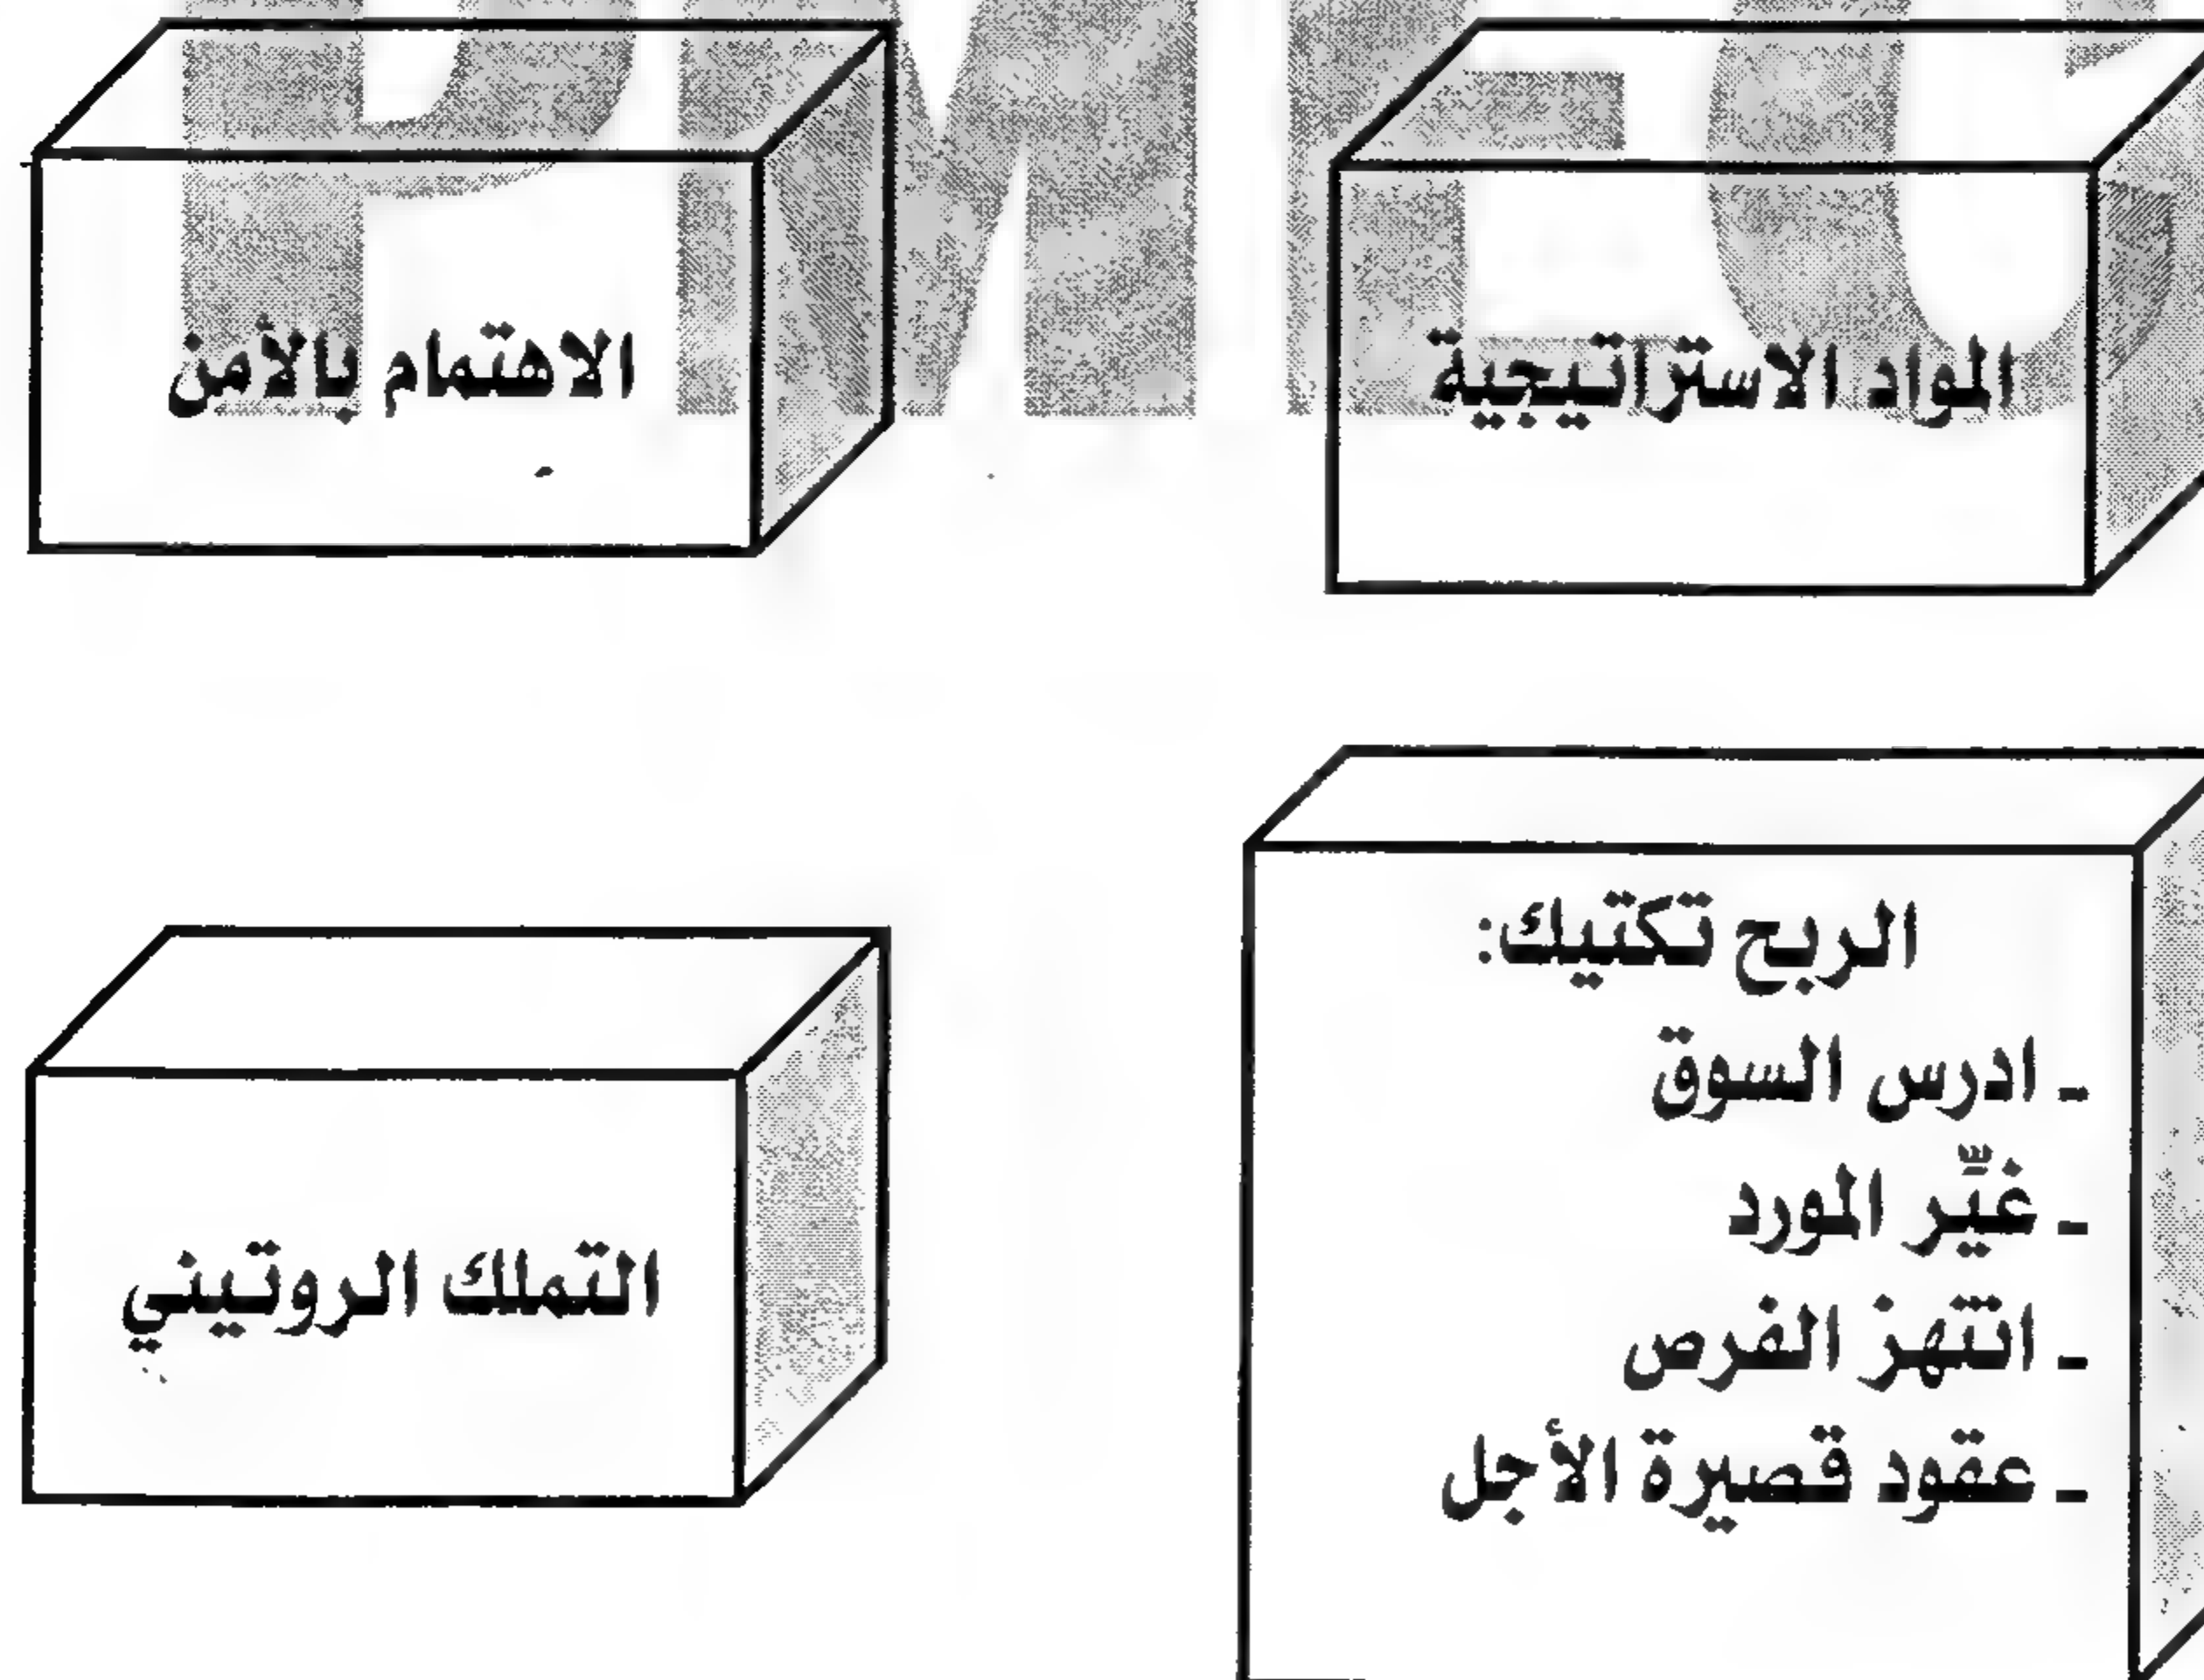 المواد الاستراتيجية
الاهتمام بالأمن
الربح تكتيك:
ـ ادرس السوق
ـ غيِّر المورد
ـ انتهز الفرص
ـ عقود قصيرة الأجل
التملك الروتيني